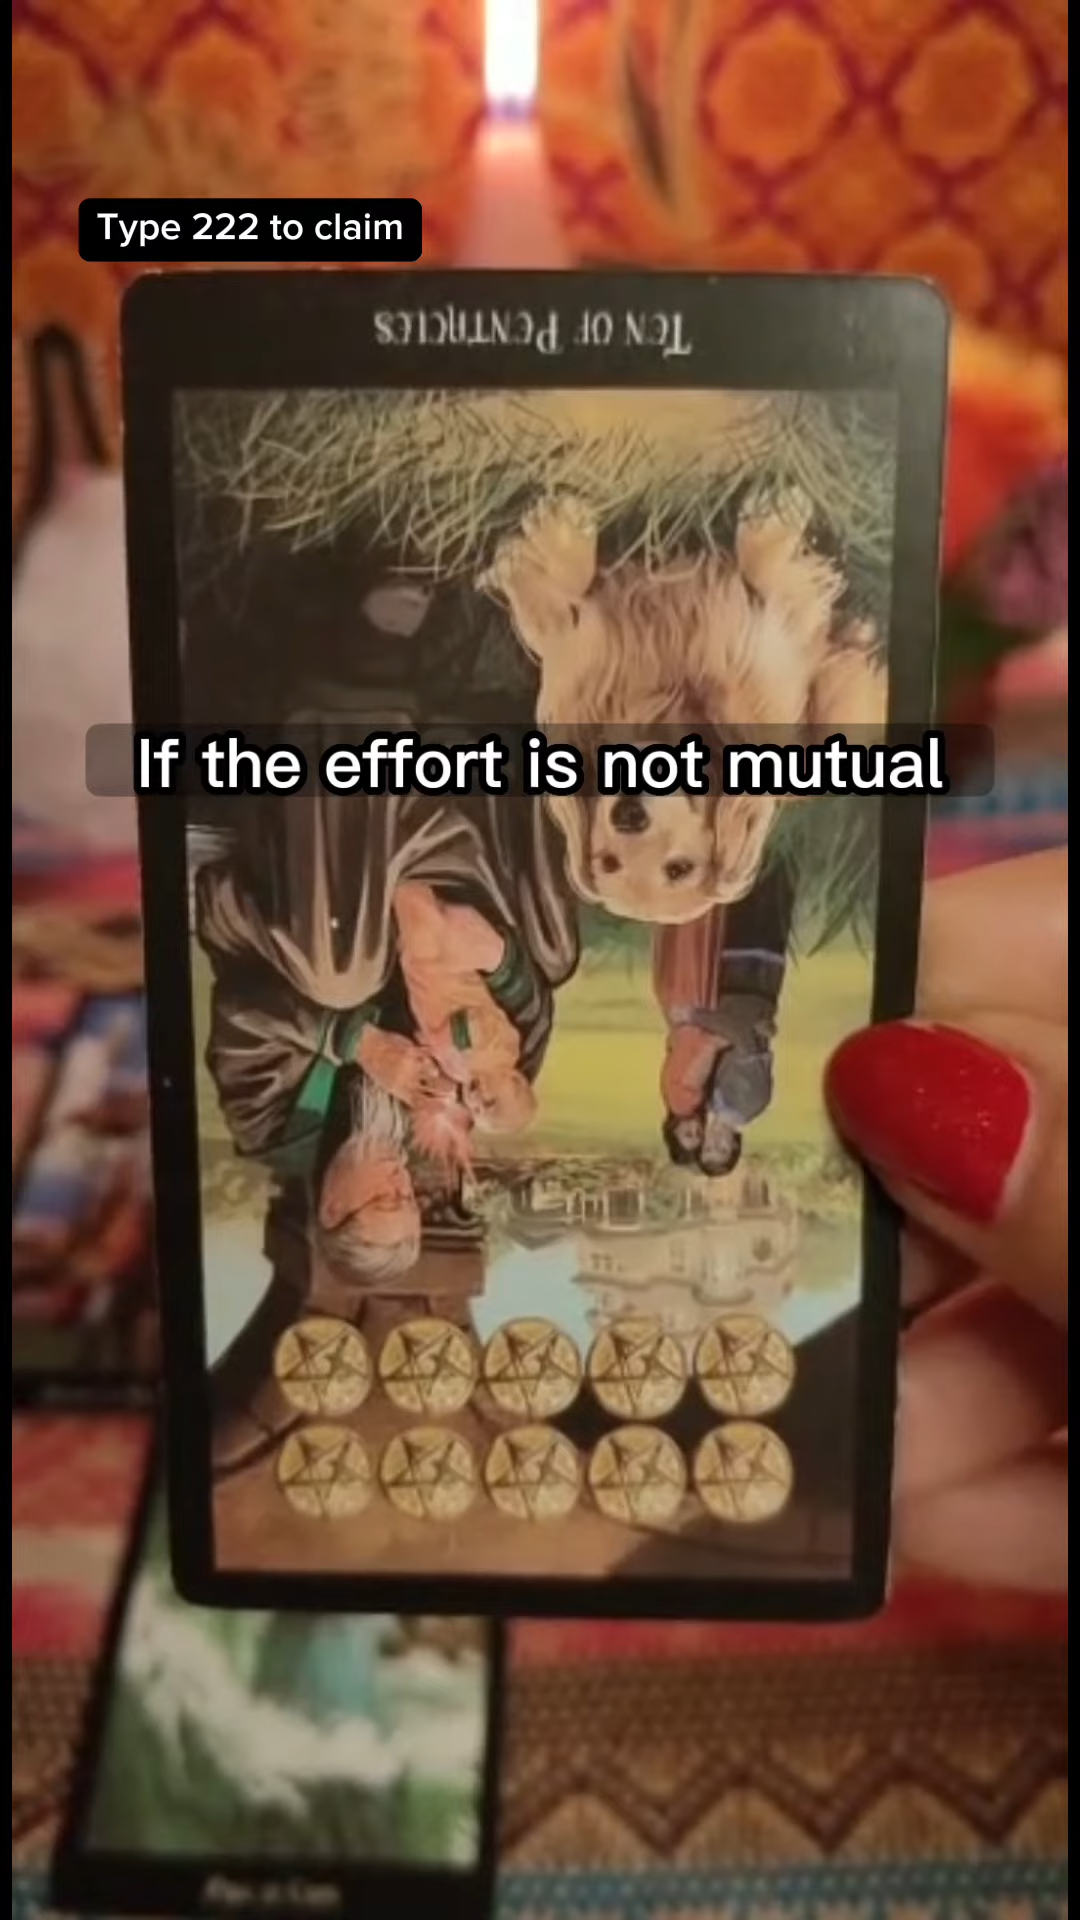 Type 222 to claim
Ten of Pentacles
If the effort is not mutual